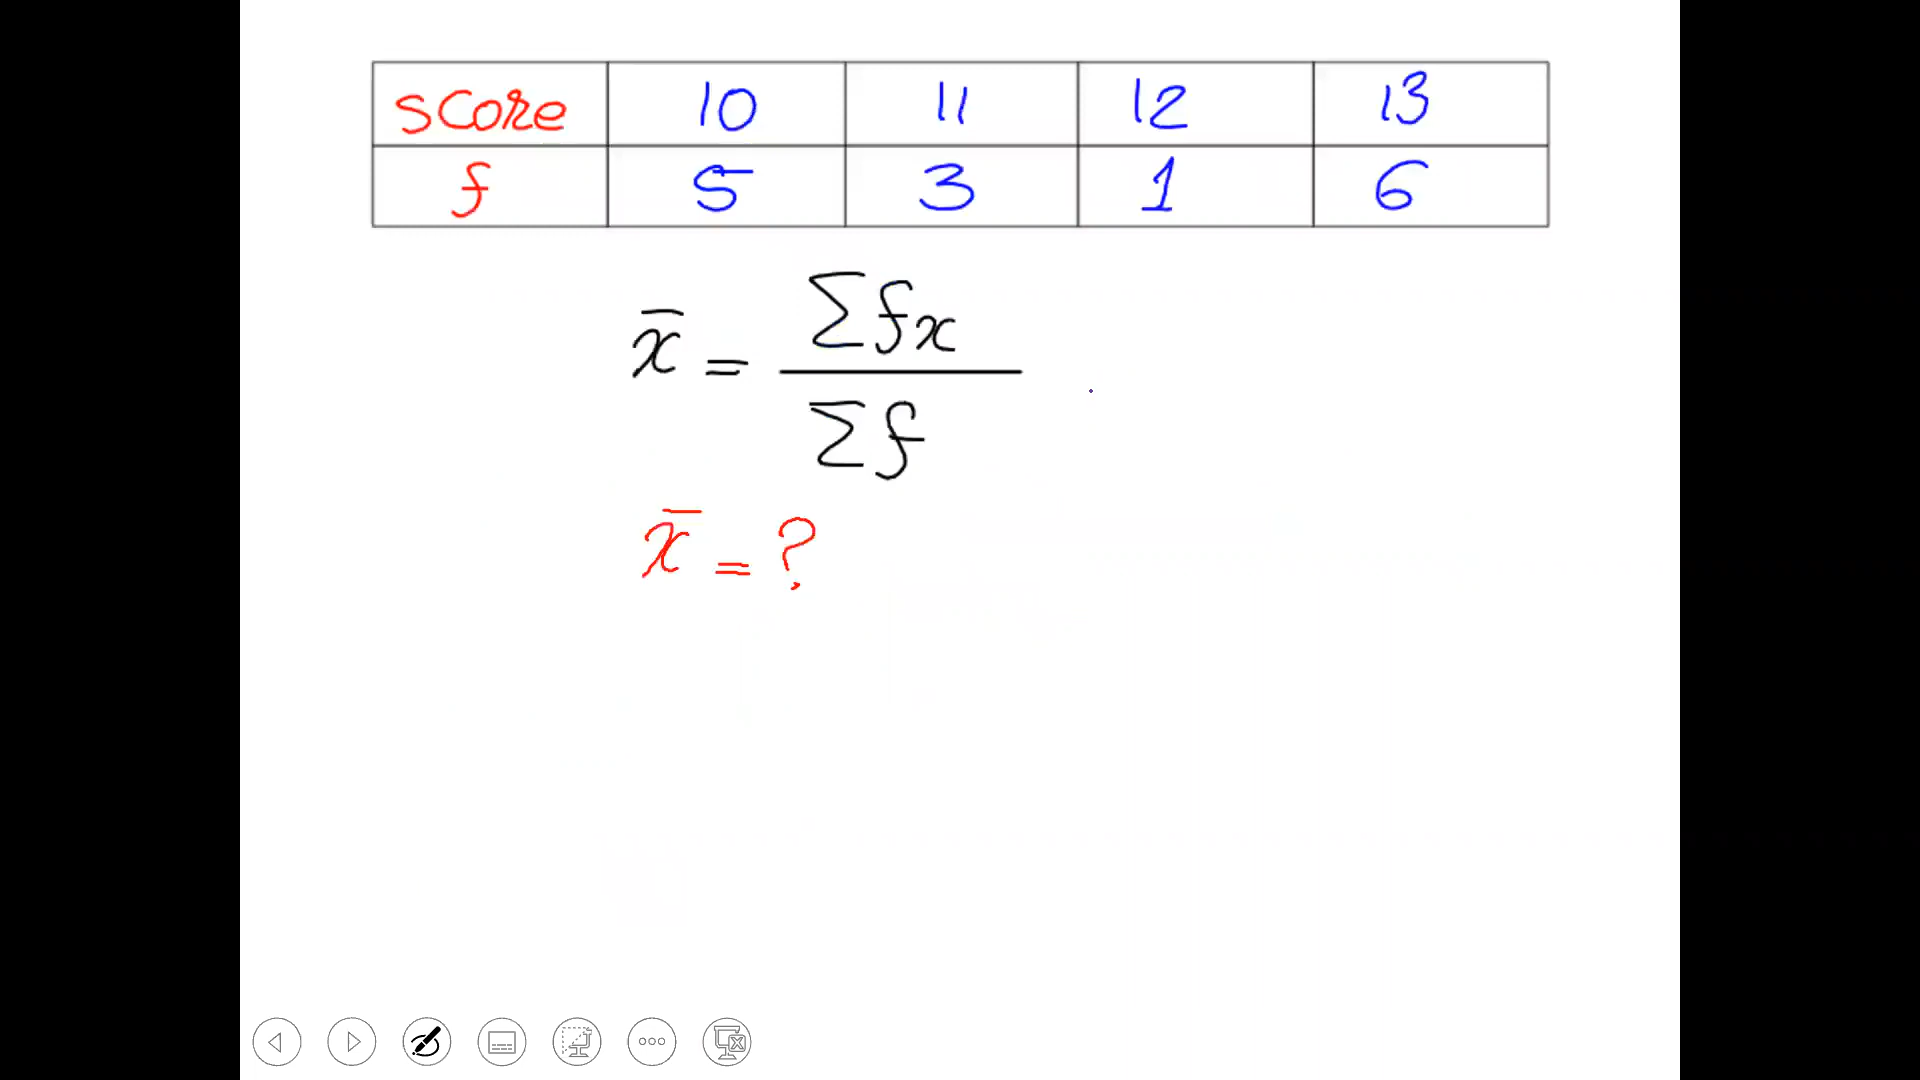 score 10 11 12 13
f 5 3 1 6
x̄ = Σfx / Σf
x̄ = ?